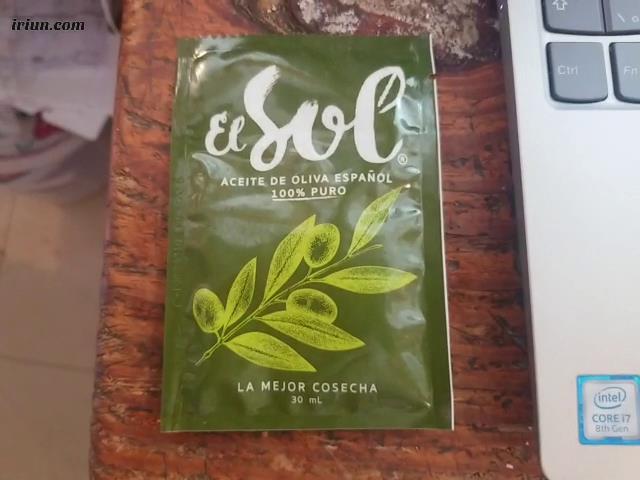 iriun.com
El Sol®
ACEITE DE OLIVA ESPAÑOL
100% PURO
LA MEJOR COSECHA
30 mL
Ctrl
Fn
intel
CORE i7
8th Gen